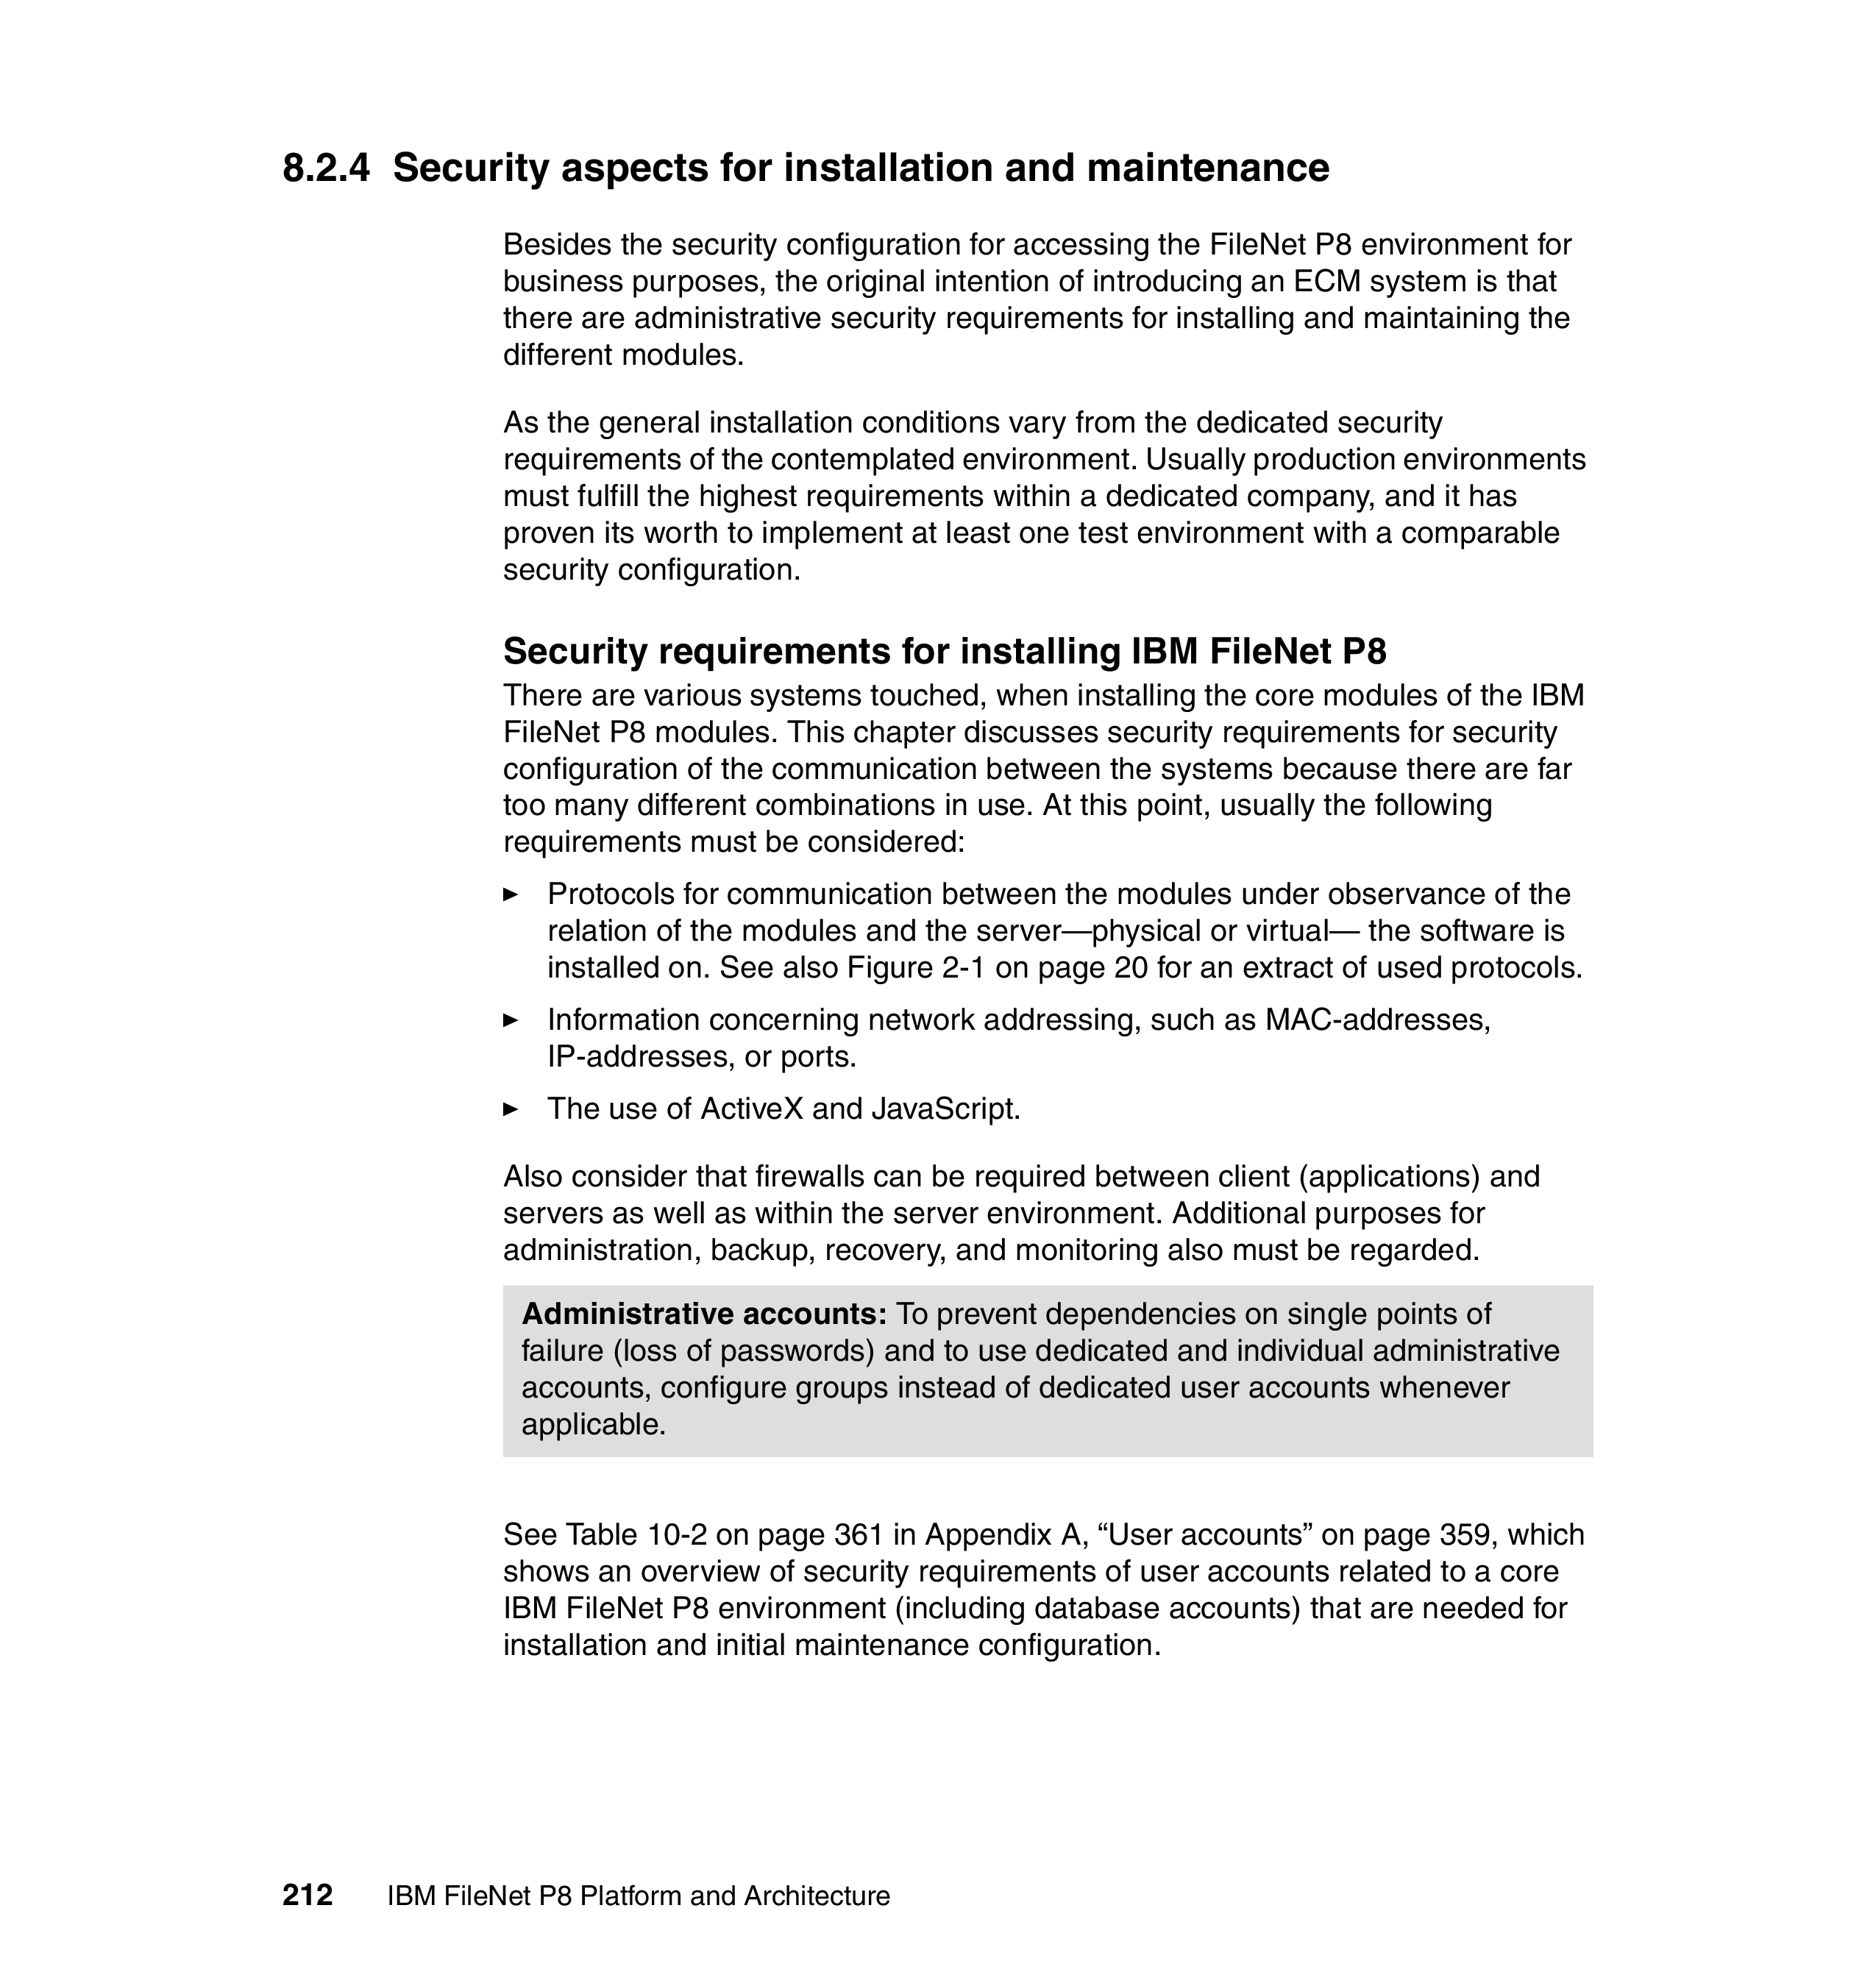 8.2.4 Security aspects for installation and maintenance
Besides the security configuration for accessing the FileNet P8 environment for
business purposes, the original intention of introducing an ECM system is that
there are administrative security requirements for installing and maintaining the
different modules.
As the general installation conditions vary from the dedicated security
requirements of the contemplated environment. Usually production environments
must fulfill the highest requirements within a dedicated company, and it has
proven its worth to implement at least one test environment with a comparable
security configuration.
Security requirements for installing IBM FileNet P8
There are various systems touched, when installing the core modules of the IBM
FileNet P8 modules. This chapter discusses security requirements for security
configuration of the communication between the systems because there are far
too many different combinations in use. At this point, usually the following
requirements must be considered:
► Protocols for communication between the modules under observance of the
relation of the modules and the server—physical or virtual— the software is
installed on. See also Figure 2-1 on page 20 for an extract of used protocols.
► Information concerning network addressing, such as MAC-addresses,
IP-addresses, or ports.
► The use of ActiveX and JavaScript.
Also consider that firewalls can be required between client (applications) and
servers as well as within the server environment. Additional purposes for
administration, backup, recovery, and monitoring also must be regarded.
Administrative accounts: To prevent dependencies on single points of
failure (loss of passwords) and to use dedicated and individual administrative
accounts, configure groups instead of dedicated user accounts whenever
applicable.
See Table 10-2 on page 361 in Appendix A, “User accounts” on page 359, which
shows an overview of security requirements of user accounts related to a core
IBM FileNet P8 environment (including database accounts) that are needed for
installation and initial maintenance configuration.
212 IBM FileNet P8 Platform and Architecture